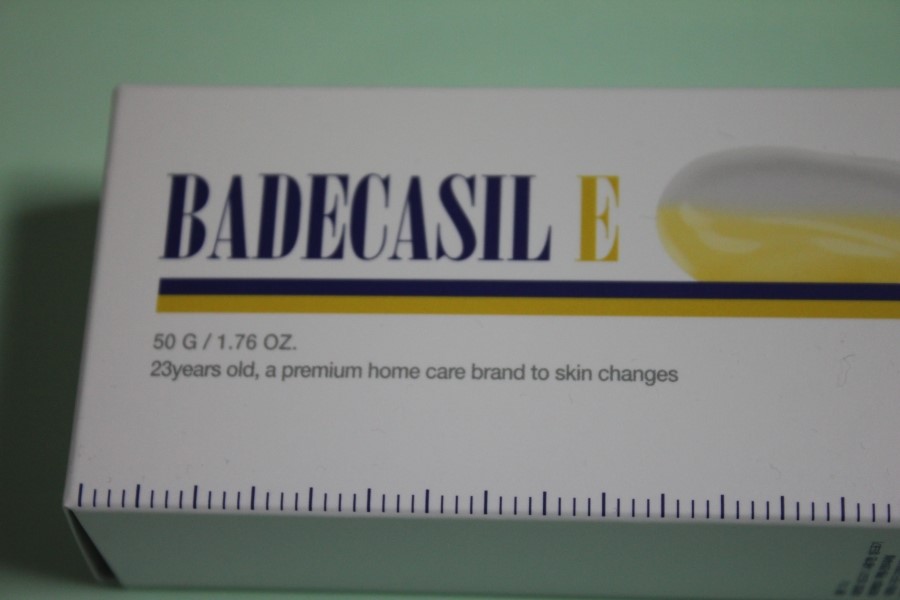 BADECASIL E
50 G / 1.76 OZ.
23years old, a premium home care brand to skin changes